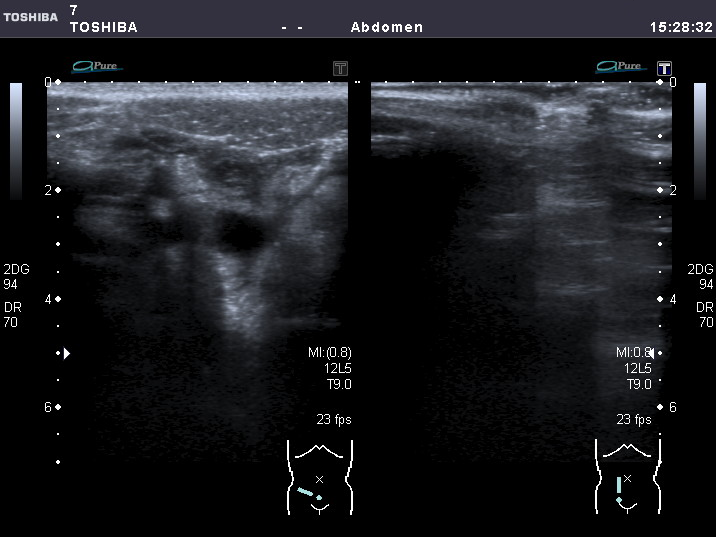 TOSHIBA
7
TOSHIBA - - Abdomen 15:28:32
aPure
T
aPure
T
0
2
4
6
0
2
4
6
2DG
94
DR
70
2DG
94
DR
70
MI:(0.8)
12L5
T9.0
23 fps
MI:0.8
12L5
T9.0
23 fps